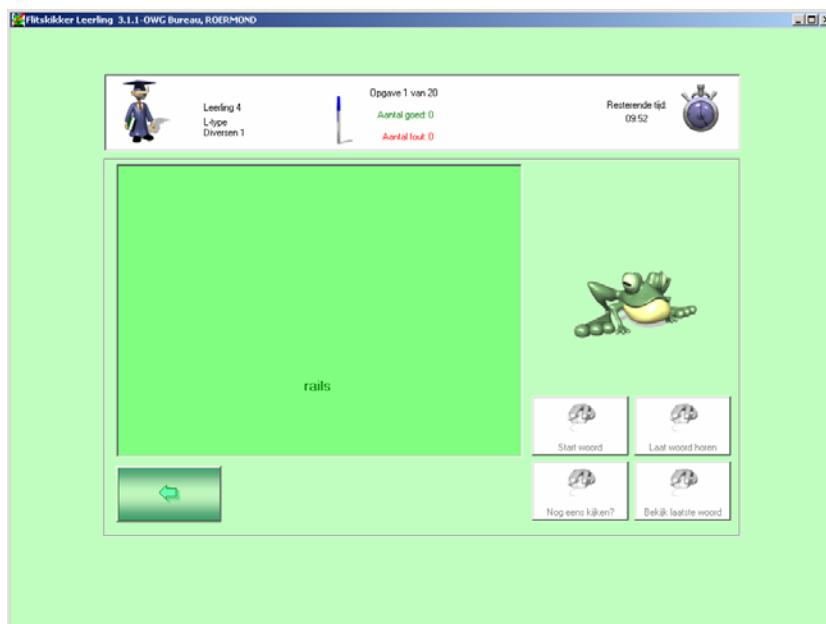 Flitskikker Leerling 3.1.1-OWG Bureau, ROERMOND
Leerling 4
L-type
Diversen 1
Opgave 1 van 20
Aantal goed: 0
Aantal fout: 0
Resterende tijd:
09:52
rails
Start woord
Laat woord horen
Nog eens kijken?
Bekijk laatste woord